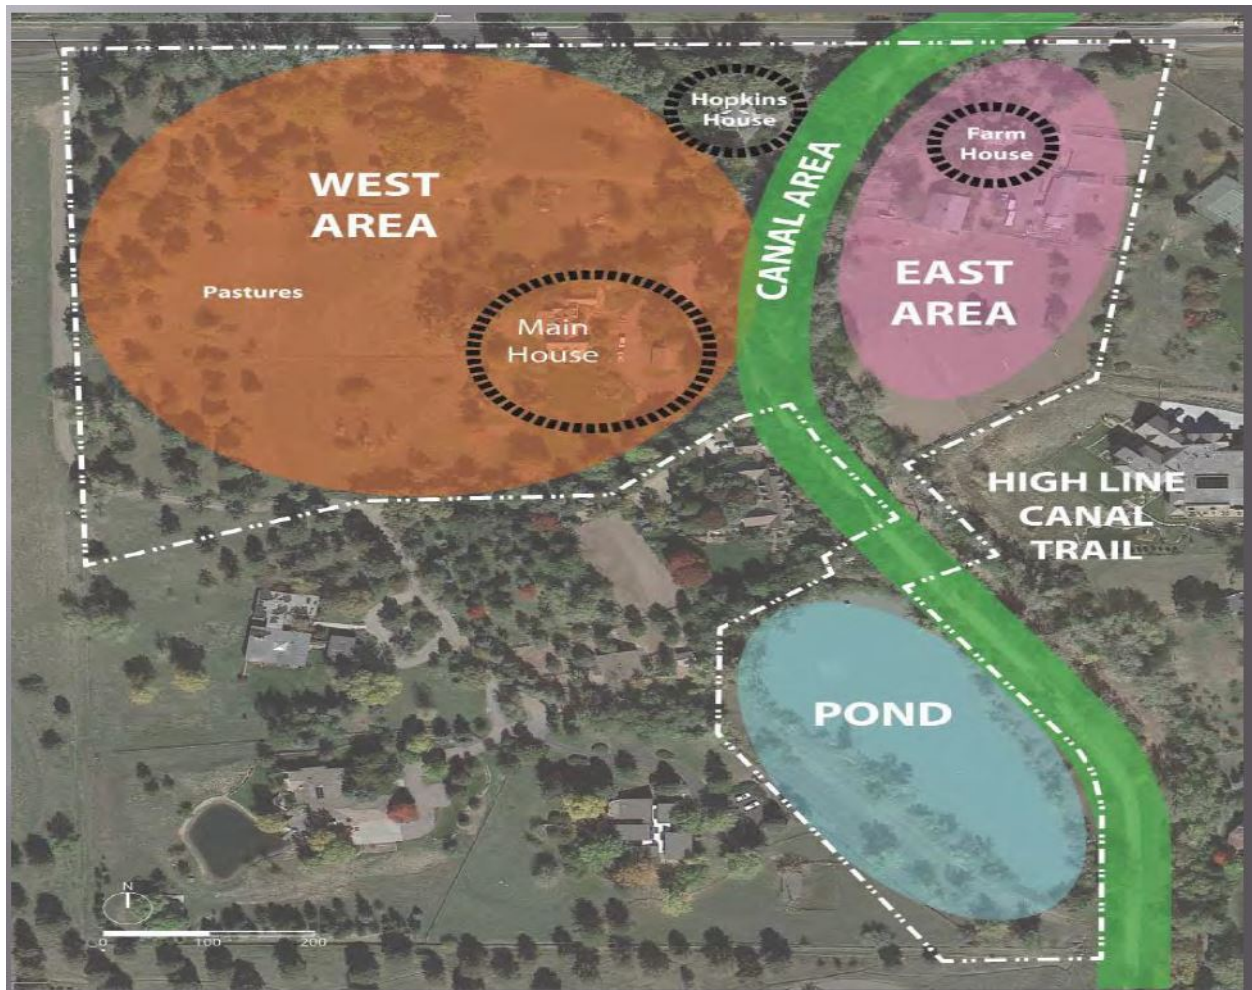 Hopkins
House
Farm
House
WEST
AREA
CANAL AREA
Pastures
EAST
AREA
Main
House
HIGH LINE
CANAL
TRAIL
POND
N
0
100
200